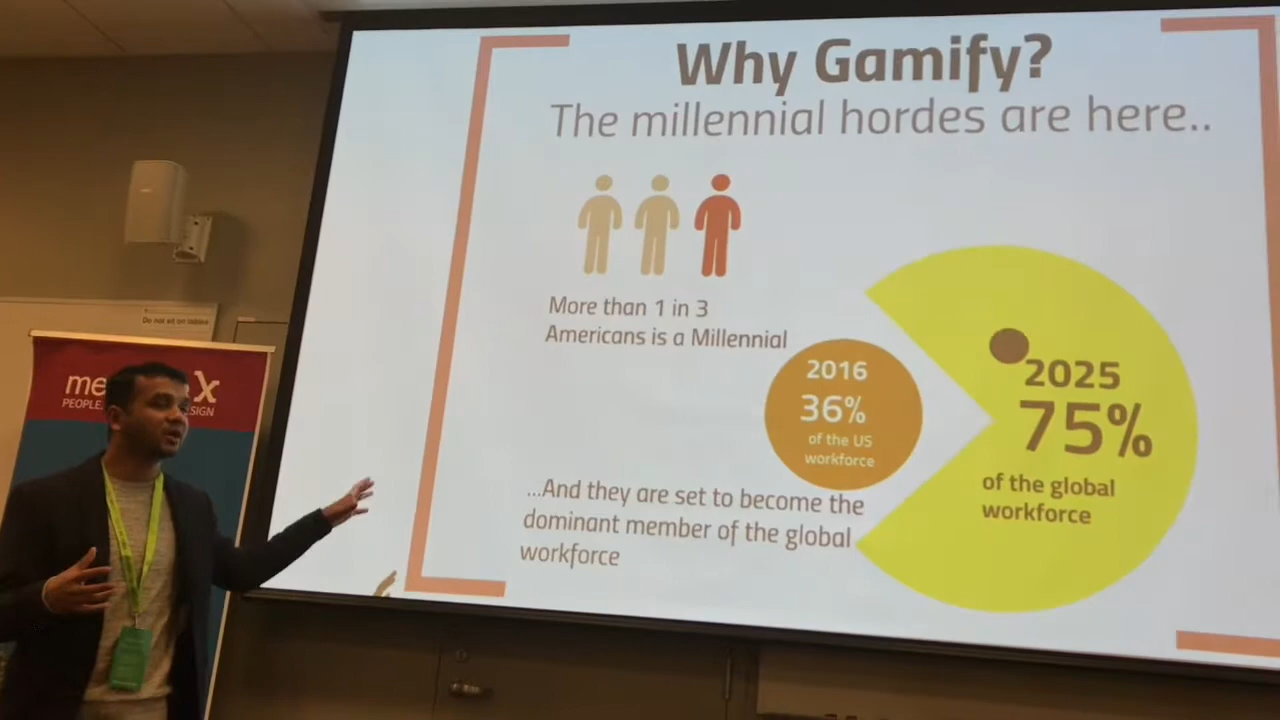 Why Gamify?
The millennial hordes are here..
More than 1 in 3
Americans is a Millennial
2016
36%
of the US
workforce
2025
75%
of the global
workforce
...And they are set to become the
dominant member of the global
workforce
Do not sit on tables
me X
PEOPLE. SIGN